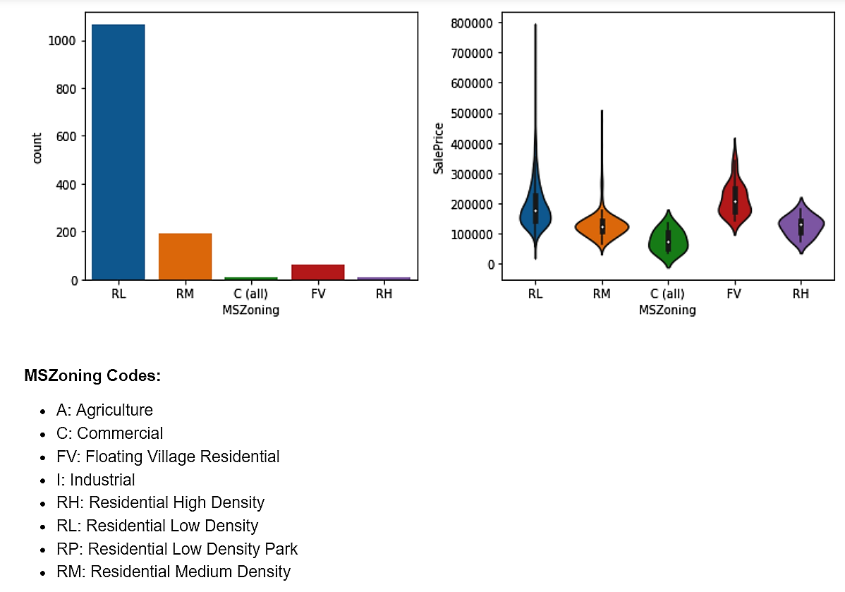 1000
800
600
400
200
0
count
RL RM C (all) FV RH
MSZoning
800000
700000
600000
500000
400000
300000
200000
100000
0
SalePrice
RL RM C (all) FV RH
MSZoning
MSZoning Codes:
• A: Agriculture
• C: Commercial
• FV: Floating Village Residential
• I: Industrial
• RH: Residential High Density
• RL: Residential Low Density
• RP: Residential Low Density Park
• RM: Residential Medium Density